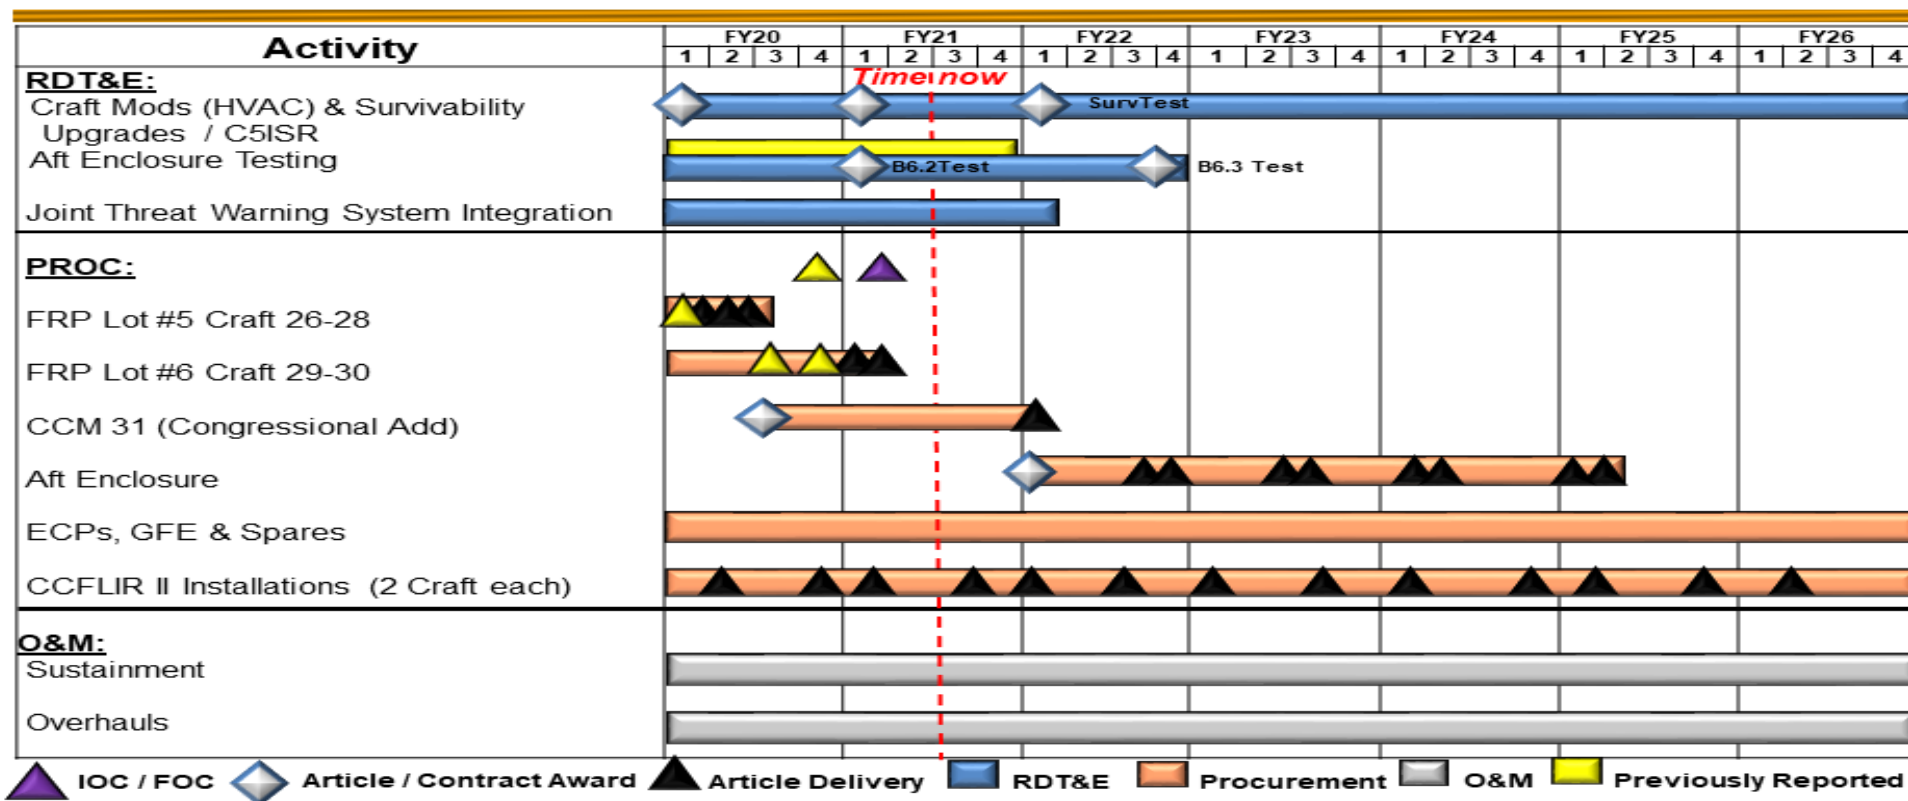 Activity
FY20 FY21 FY22 FY23 FY24 FY25 FY26
1 2 3 4 1 2 3 4 1 2 3 4 1 2 3 4 1 2 3 4 1 2 3 4 1 2 3 4
Time now
RDT&E:
Craft Mods (HVAC) & Survivability
Upgrades / C5ISR
SurvTest
Aft Enclosure Testing
B6.2Test
B6.3 Test
Joint Threat Warning System Integration
PROC:
FRP Lot #5 Craft 26-28
FRP Lot #6 Craft 29-30
CCM 31 (Congressional Add)
Aft Enclosure
ECPs, GFE & Spares
CCFLIR II Installations (2 Craft each)
O&M:
Sustainment
Overhauls
IOC / FOC Article / Contract Award Article Delivery RDT&E Procurement O&M Previously Reported